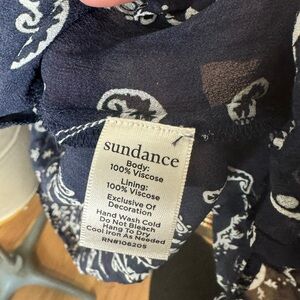 sundance
Body:
100% Viscose
Lining:
100% Viscose
Exclusive Of
Decoration
Hand Wash Cold
Do Not Bleach
Hang To Dry
Cool Iron As Needed
RN#106205